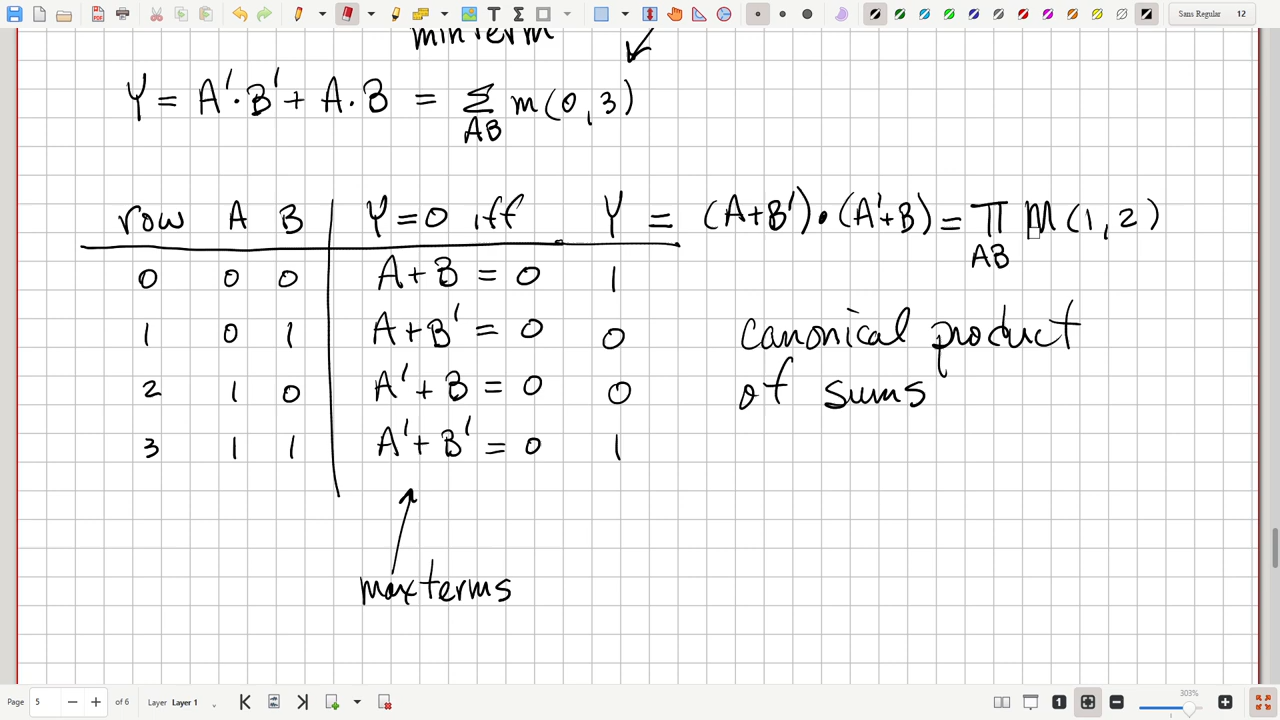 Sans Regular 12
minterm
Y = A'·B' + A·B = Σ m(0,3)
AB
row A B Y=0 iff Y = (A+B')·(A'+B) = Π M(1,2)
AB
0 0 0 A+B = 0 1
1 0 1 A+B' = 0 0
2 1 0 A'+B = 0 0
3 1 1 A'+B' = 0 1
canonical product
of sums
maxterms
Page 5 of 6 Layer Layer 1 303%